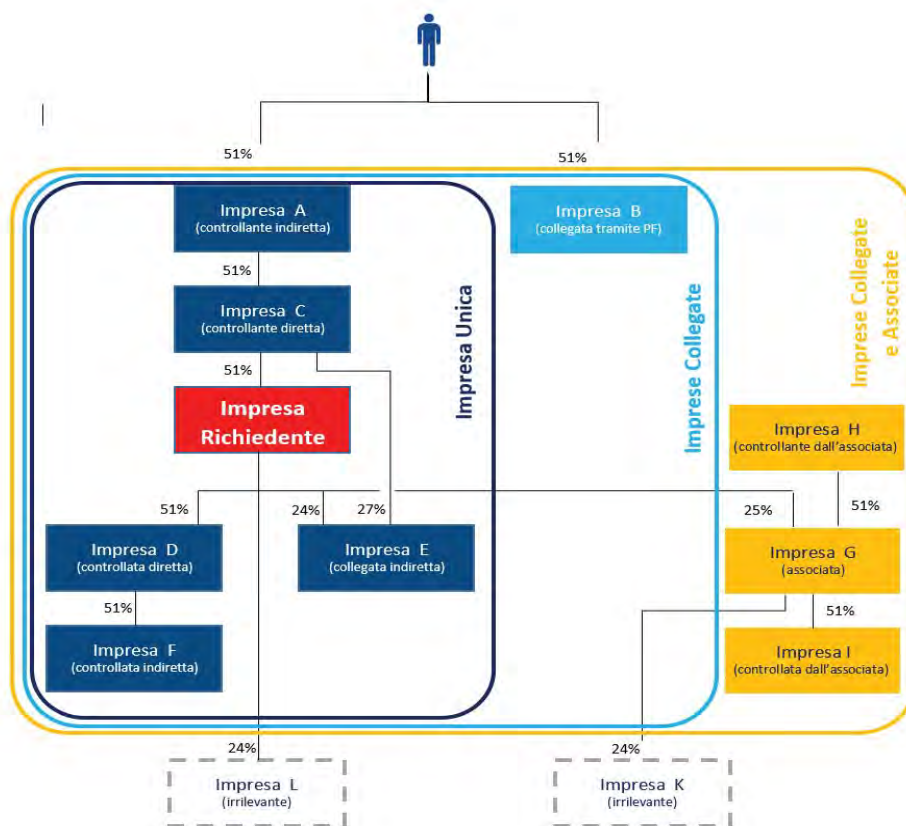 51%
51%
Impresa A
(controllante indiretta)
Impresa B
(collegata tramite PF)
51%
Impresa C
(controllante diretta)
51%
Impresa
Richiedente
Impresa Unica
Imprese Collegate
Imprese Collegate
e Associate
Impresa H
(controllante dall'associata)
51%
24%
27%
25%
51%
Impresa D
(controllata diretta)
Impresa E
(collegata indiretta)
Impresa G
(associata)
51%
51%
Impresa F
(controllata indiretta)
Impresa I
(controllata dall'associata)
24%
24%
Impresa L
(irrilevante)
Impresa K
(irrilevante)